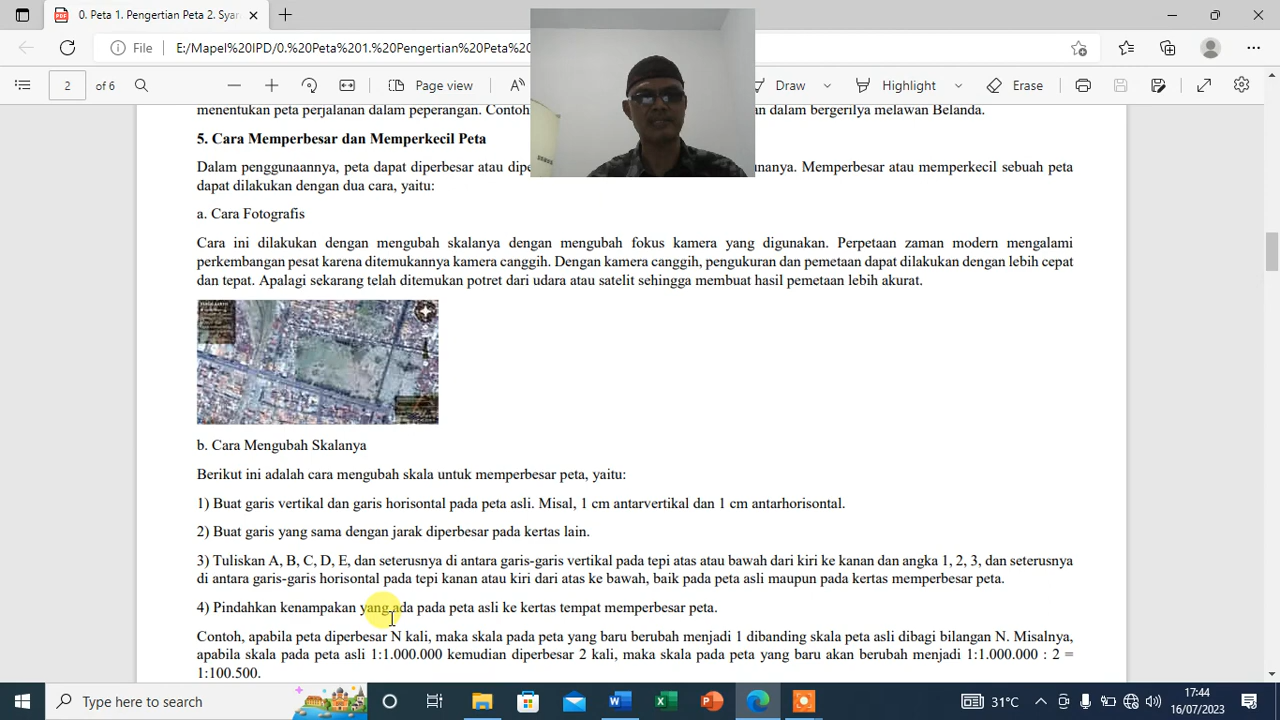 0. Peta 1. Pengertian Peta 2. Syar
File
E:/Mapel%20IPD/0.%20Peta%201.%20Pengertian%20Peta%20
2
of 6
Page view
Draw
Highlight
Erase
menentukan peta perjalanan dalam peperangan. Contoh
an dalam bergerilya melawan Belanda.
5. Cara Memperbesar dan Memperkecil Peta
Dalam penggunaannya, peta dapat diperbesar atau dipe
unanya. Memperbesar atau memperkecil sebuah peta
dapat dilakukan dengan dua cara, yaitu:
a. Cara Fotografis
Cara ini dilakukan dengan mengubah skalanya dengan mengubah fokus kamera yang digunakan. Perpetaan zaman modern mengalami
perkembangan pesat karena ditemukannya kamera canggih. Dengan kamera canggih, pengukuran dan pemetaan dapat dilakukan dengan lebih cepat
dan tepat. Apalagi sekarang telah ditemukan potret dari udara atau satelit sehingga membuat hasil pemetaan lebih akurat.
b. Cara Mengubah Skalanya
Berikut ini adalah cara mengubah skala untuk memperbesar peta, yaitu:
1) Buat garis vertikal dan garis horisontal pada peta asli. Misal, 1 cm antarvertikal dan 1 cm antarhorisontal.
2) Buat garis yang sama dengan jarak diperbesar pada kertas lain.
3) Tuliskan A, B, C, D, E, dan seterusnya di antara garis-garis vertikal pada tepi atas atau bawah dari kiri ke kanan dan angka 1, 2, 3, dan seterusnya
di antara garis-garis horisontal pada tepi kanan atau kiri dari atas ke bawah, baik pada peta asli maupun pada kertas memperbesar peta.
4) Pindahkan kenampakan yang ada pada peta asli ke kertas tempat memperbesar peta.
Contoh, apabila peta diperbesar N kali, maka skala pada peta yang baru berubah menjadi 1 dibanding skala peta asli dibagi bilangan N. Misalnya,
apabila skala pada peta asli 1:1.000.000 kemudian diperbesar 2 kali, maka skala pada peta yang baru akan berubah menjadi 1:1.000.000 : 2 =
1:100.500.
Type here to search
31°C
17:44
16/07/2023